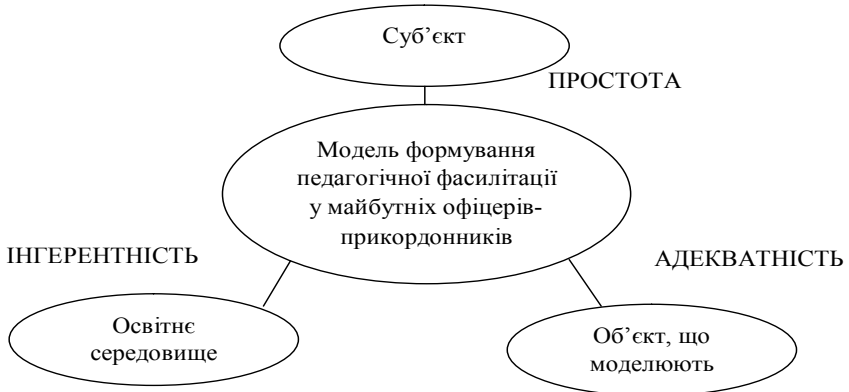 Суб’єкт
ПРОСТОТА
Модель формування
педагогічної фасилітації
у майбутніх офіцерів-
прикордонників
ІНГЕРЕНТНІСТЬ
АДЕКВАТНІСТЬ
Освітнє
середовище
Об’єкт, що
моделюють